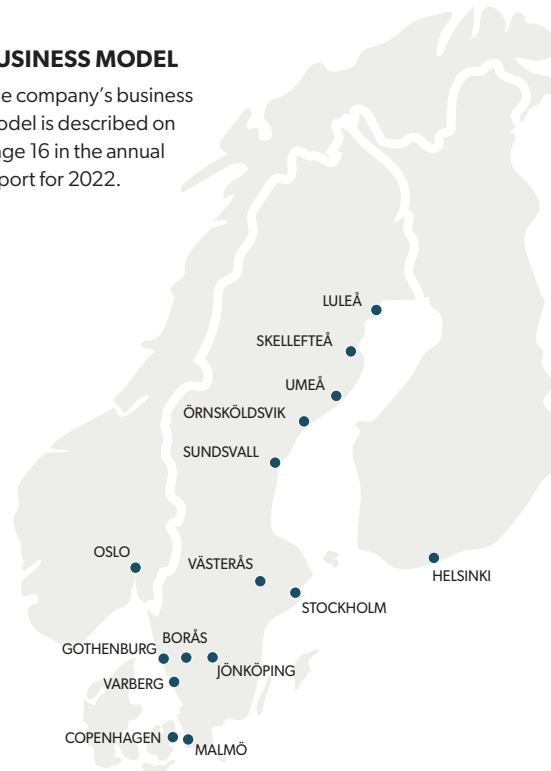 USINESS MODEL
e company's business
odel is described on
ge 16 in the annual
port for 2022.
LULEÅ
SKELLEFTEÅ
UMEÅ
ÖRNSKÖLDSVIK
SUNDSVALL
OSLO
VÄSTERÅS
HELSINKI
STOCKHOLM
BORÅS
GOTHENBURG
JÖNKÖPING
VARBERG
COPENHAGEN
MALMÖ